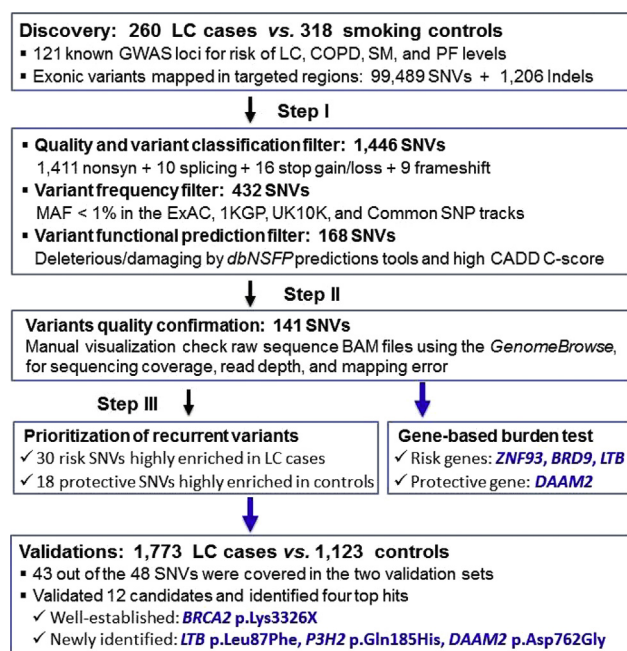 Discovery: 260 LC cases vs. 318 smoking controls
▪ 121 known GWAS loci for risk of LC, COPD, SM, and PF levels
▪ Exonic variants mapped in targeted regions: 99,489 SNVs + 1,206 Indels
Step I
▪ Quality and variant classification filter: 1,446 SNVs
1,411 nonsyn + 10 splicing + 16 stop gain/loss + 9 frameshift
▪ Variant frequency filter: 432 SNVs
MAF < 1% in the ExAC, 1KGP, UK10K, and Common SNP tracks
▪ Variant functional prediction filter: 168 SNVs
Deleterious/damaging by dbNSFP predictions tools and high CADD C-score
Step II
Variants quality confirmation: 141 SNVs
Manual visualization check raw sequence BAM files using the GenomeBrowse,
for sequencing coverage, read depth, and mapping error
Step III
Prioritization of recurrent variants
✓ 30 risk SNVs highly enriched in LC cases
✓ 18 protective SNVs highly enriched in controls
Gene-based burden test
✓ Risk genes: ZNF93, BRD9, LTB
✓ Protective gene: DAAM2
Validations: 1,773 LC cases vs. 1,123 controls
▪ 43 out of the 48 SNVs were covered in the two validation sets
▪ Validated 12 candidates and identified four top hits
✓ Well-established: BRCA2 p.Lys3326X
✓ Newly identified: LTB p.Leu87Phe, P3H2 p.Gln185His, DAAM2 p.Asp762Gly